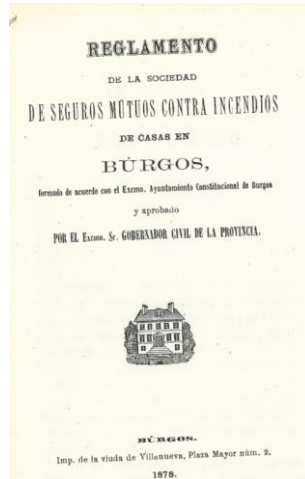 REGLAMENTO
DE LA SOCIEDAD
DE SEGUROS MÚTUOS CONTRA INCENDIOS
DE CASAS EN
BÚRGOS,
formado de acuerdo con el Excmo. Ayuntamiento Constitucional de Burgos
y aprobado
POR EL Excmo. Sr. GOBERNADOR CIVIL DE LA PROVINCIA.
BÚRGOS.
Imp. de la viuda de Villanueva, Plaza Mayor núm. 2.
1878.